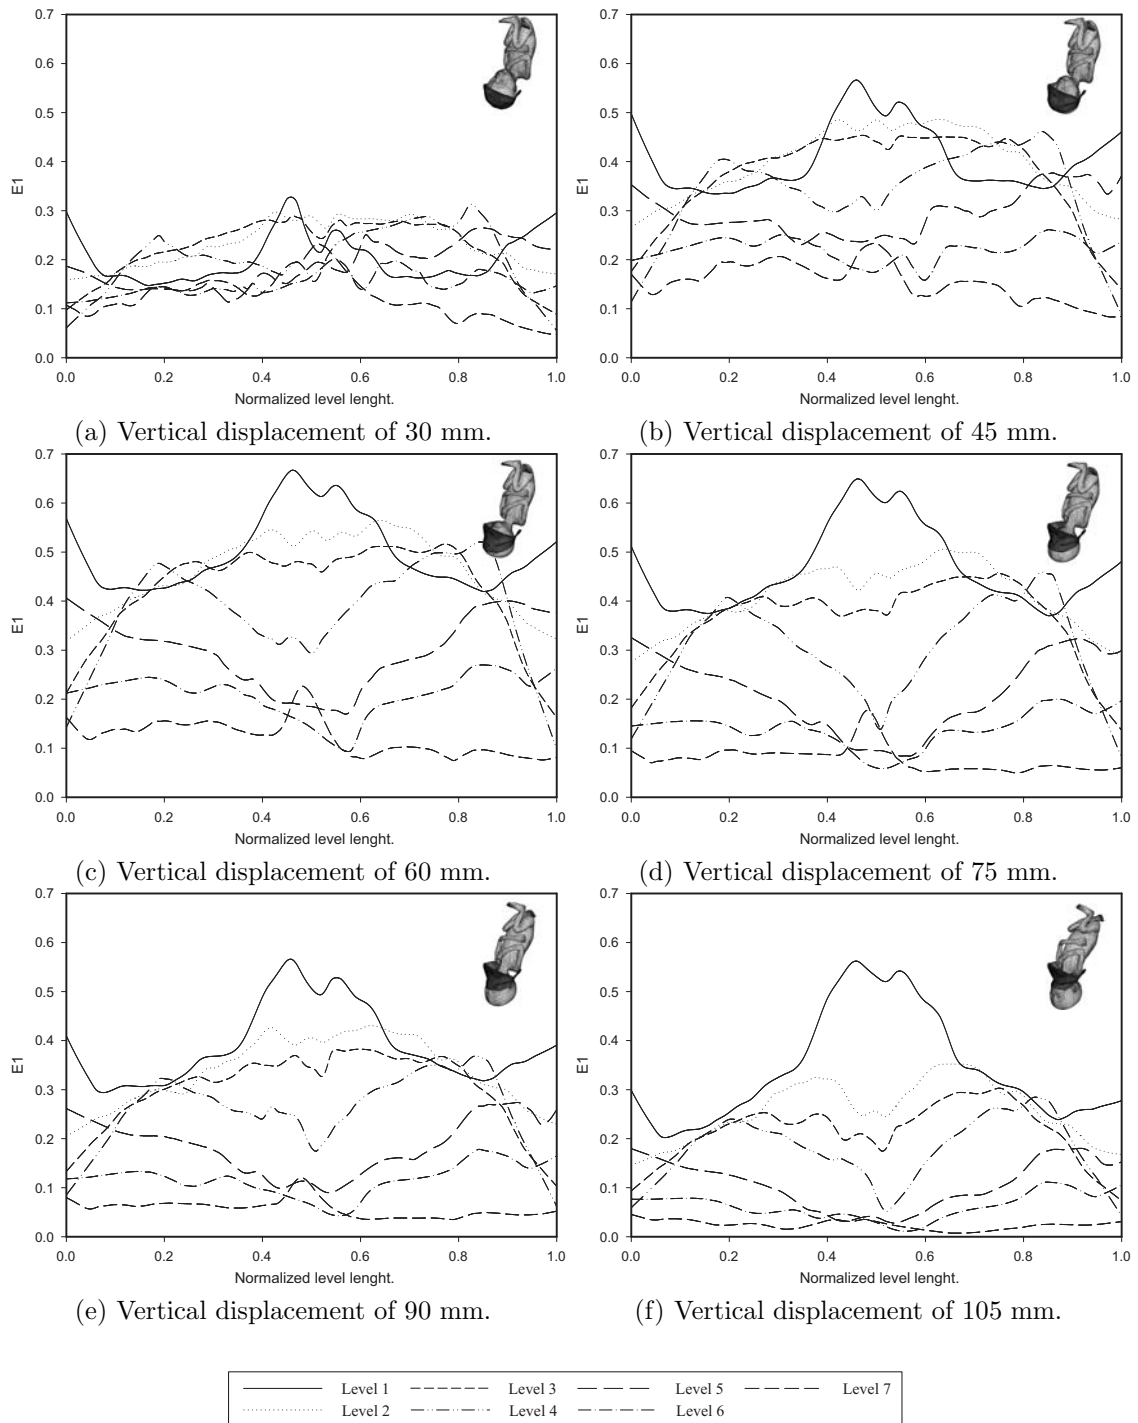 0.7
0.6
0.5
0.4
0.3
0.2
0.1
0.0
E1
0.0 0.2 0.4 0.6 0.8 1.0
Normalized level lenght.
(a) Vertical displacement of 30 mm.
0.7
0.6
0.5
0.4
0.3
0.2
0.1
0.0
E1
0.0 0.2 0.4 0.6 0.8 1.0
Normalized level lenght.
(b) Vertical displacement of 45 mm.
0.7
0.6
0.5
0.4
0.3
0.2
0.1
0.0
E1
0.0 0.2 0.4 0.6 0.8 1.0
Normalized level lenght.
(c) Vertical displacement of 60 mm.
0.7
0.6
0.5
0.4
0.3
0.2
0.1
0.0
E1
0.0 0.2 0.4 0.6 0.8 1.0
Normalized level lenght.
(d) Vertical displacement of 75 mm.
0.7
0.6
0.5
0.4
0.3
0.2
0.1
0.0
E1
0.0 0.2 0.4 0.6 0.8 1.0
Normalized level lenght.
(e) Vertical displacement of 90 mm.
0.7
0.6
0.5
0.4
0.3
0.2
0.1
0.0
E1
0.0 0.2 0.4 0.6 0.8 1.0
Normalized level lenght.
(f) Vertical displacement of 105 mm.
Level 1 Level 3 Level 5 Level 7
Level 2 Level 4 Level 6